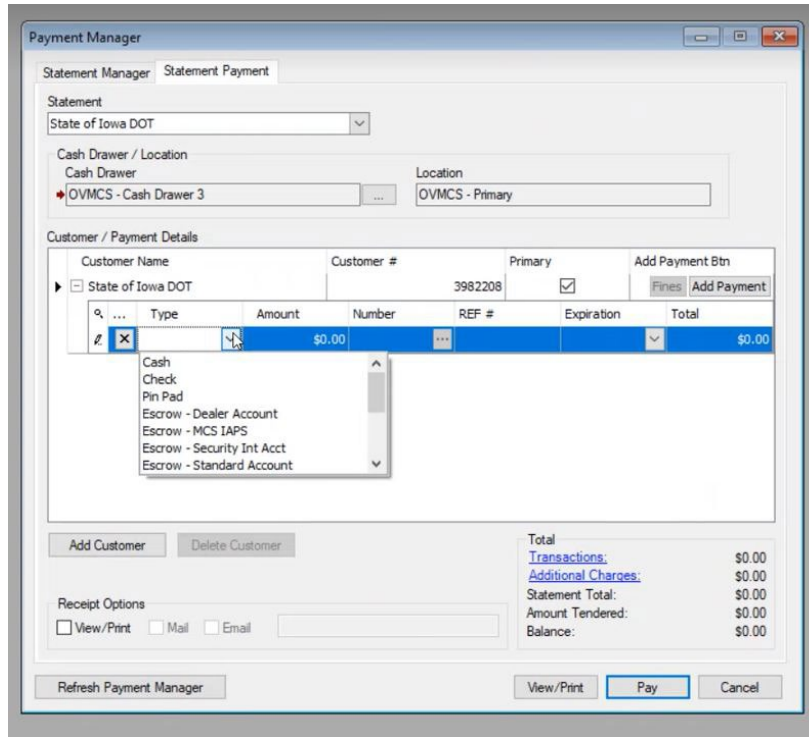 Payment Manager
Statement Manager Statement Payment
Statement
State of Iowa DOT
Cash Drawer / Location
Cash Drawer Location
OVMCS - Cash Drawer 3 ... OVMCS - Primary
Customer / Payment Details
Customer Name Customer # Primary Add Payment Btn
State of Iowa DOT 3982208 Fines Add Payment
... Type Amount Number REF # Expiration Total
$0.00 ... $0.00
Cash
Check
Pin Pad
Escrow - Dealer Account
Escrow - MCS IAPS
Escrow - Security Int Acct
Escrow - Standard Account
Add Customer Delete Customer
Total
Transactions: $0.00
Additional Charges: $0.00
Statement Total: $0.00
Amount Tendered: $0.00
Balance: $0.00
Receipt Options
View/Print Mail Email
Refresh Payment Manager View/Print Pay Cancel